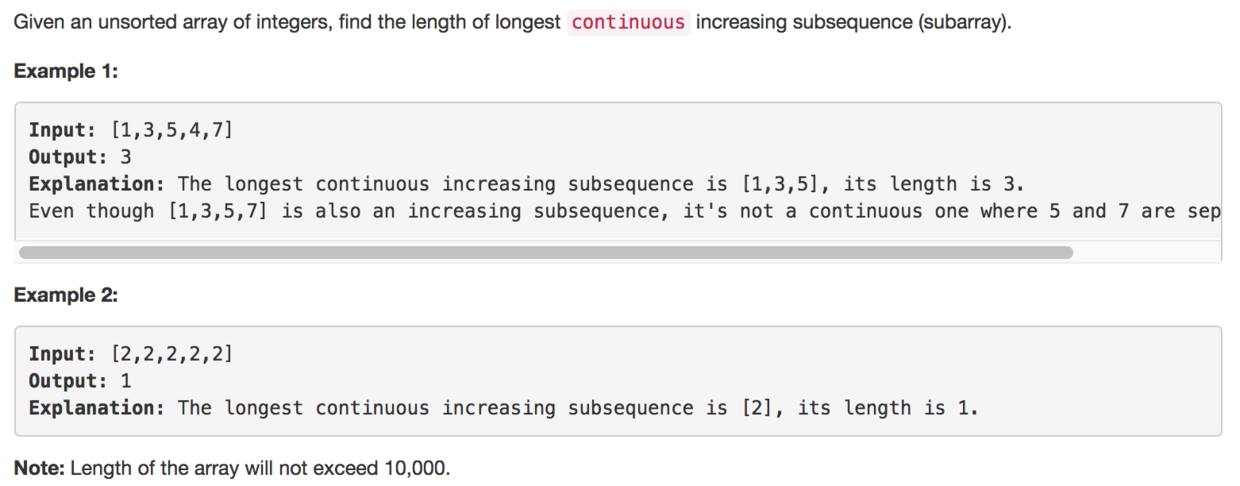 Given an unsorted array of integers, find the length of longest continuous increasing subsequence (subarray).
Example 1:
Input: [1,3,5,4,7]
Output: 3
Explanation: The longest continuous increasing subsequence is [1,3,5], its length is 3.
Even though [1,3,5,7] is also an increasing subsequence, it's not a continuous one where 5 and 7 are sep
Example 2:
Input: [2,2,2,2,2]
Output: 1
Explanation: The longest continuous increasing subsequence is [2], its length is 1.
Note: Length of the array will not exceed 10,000.